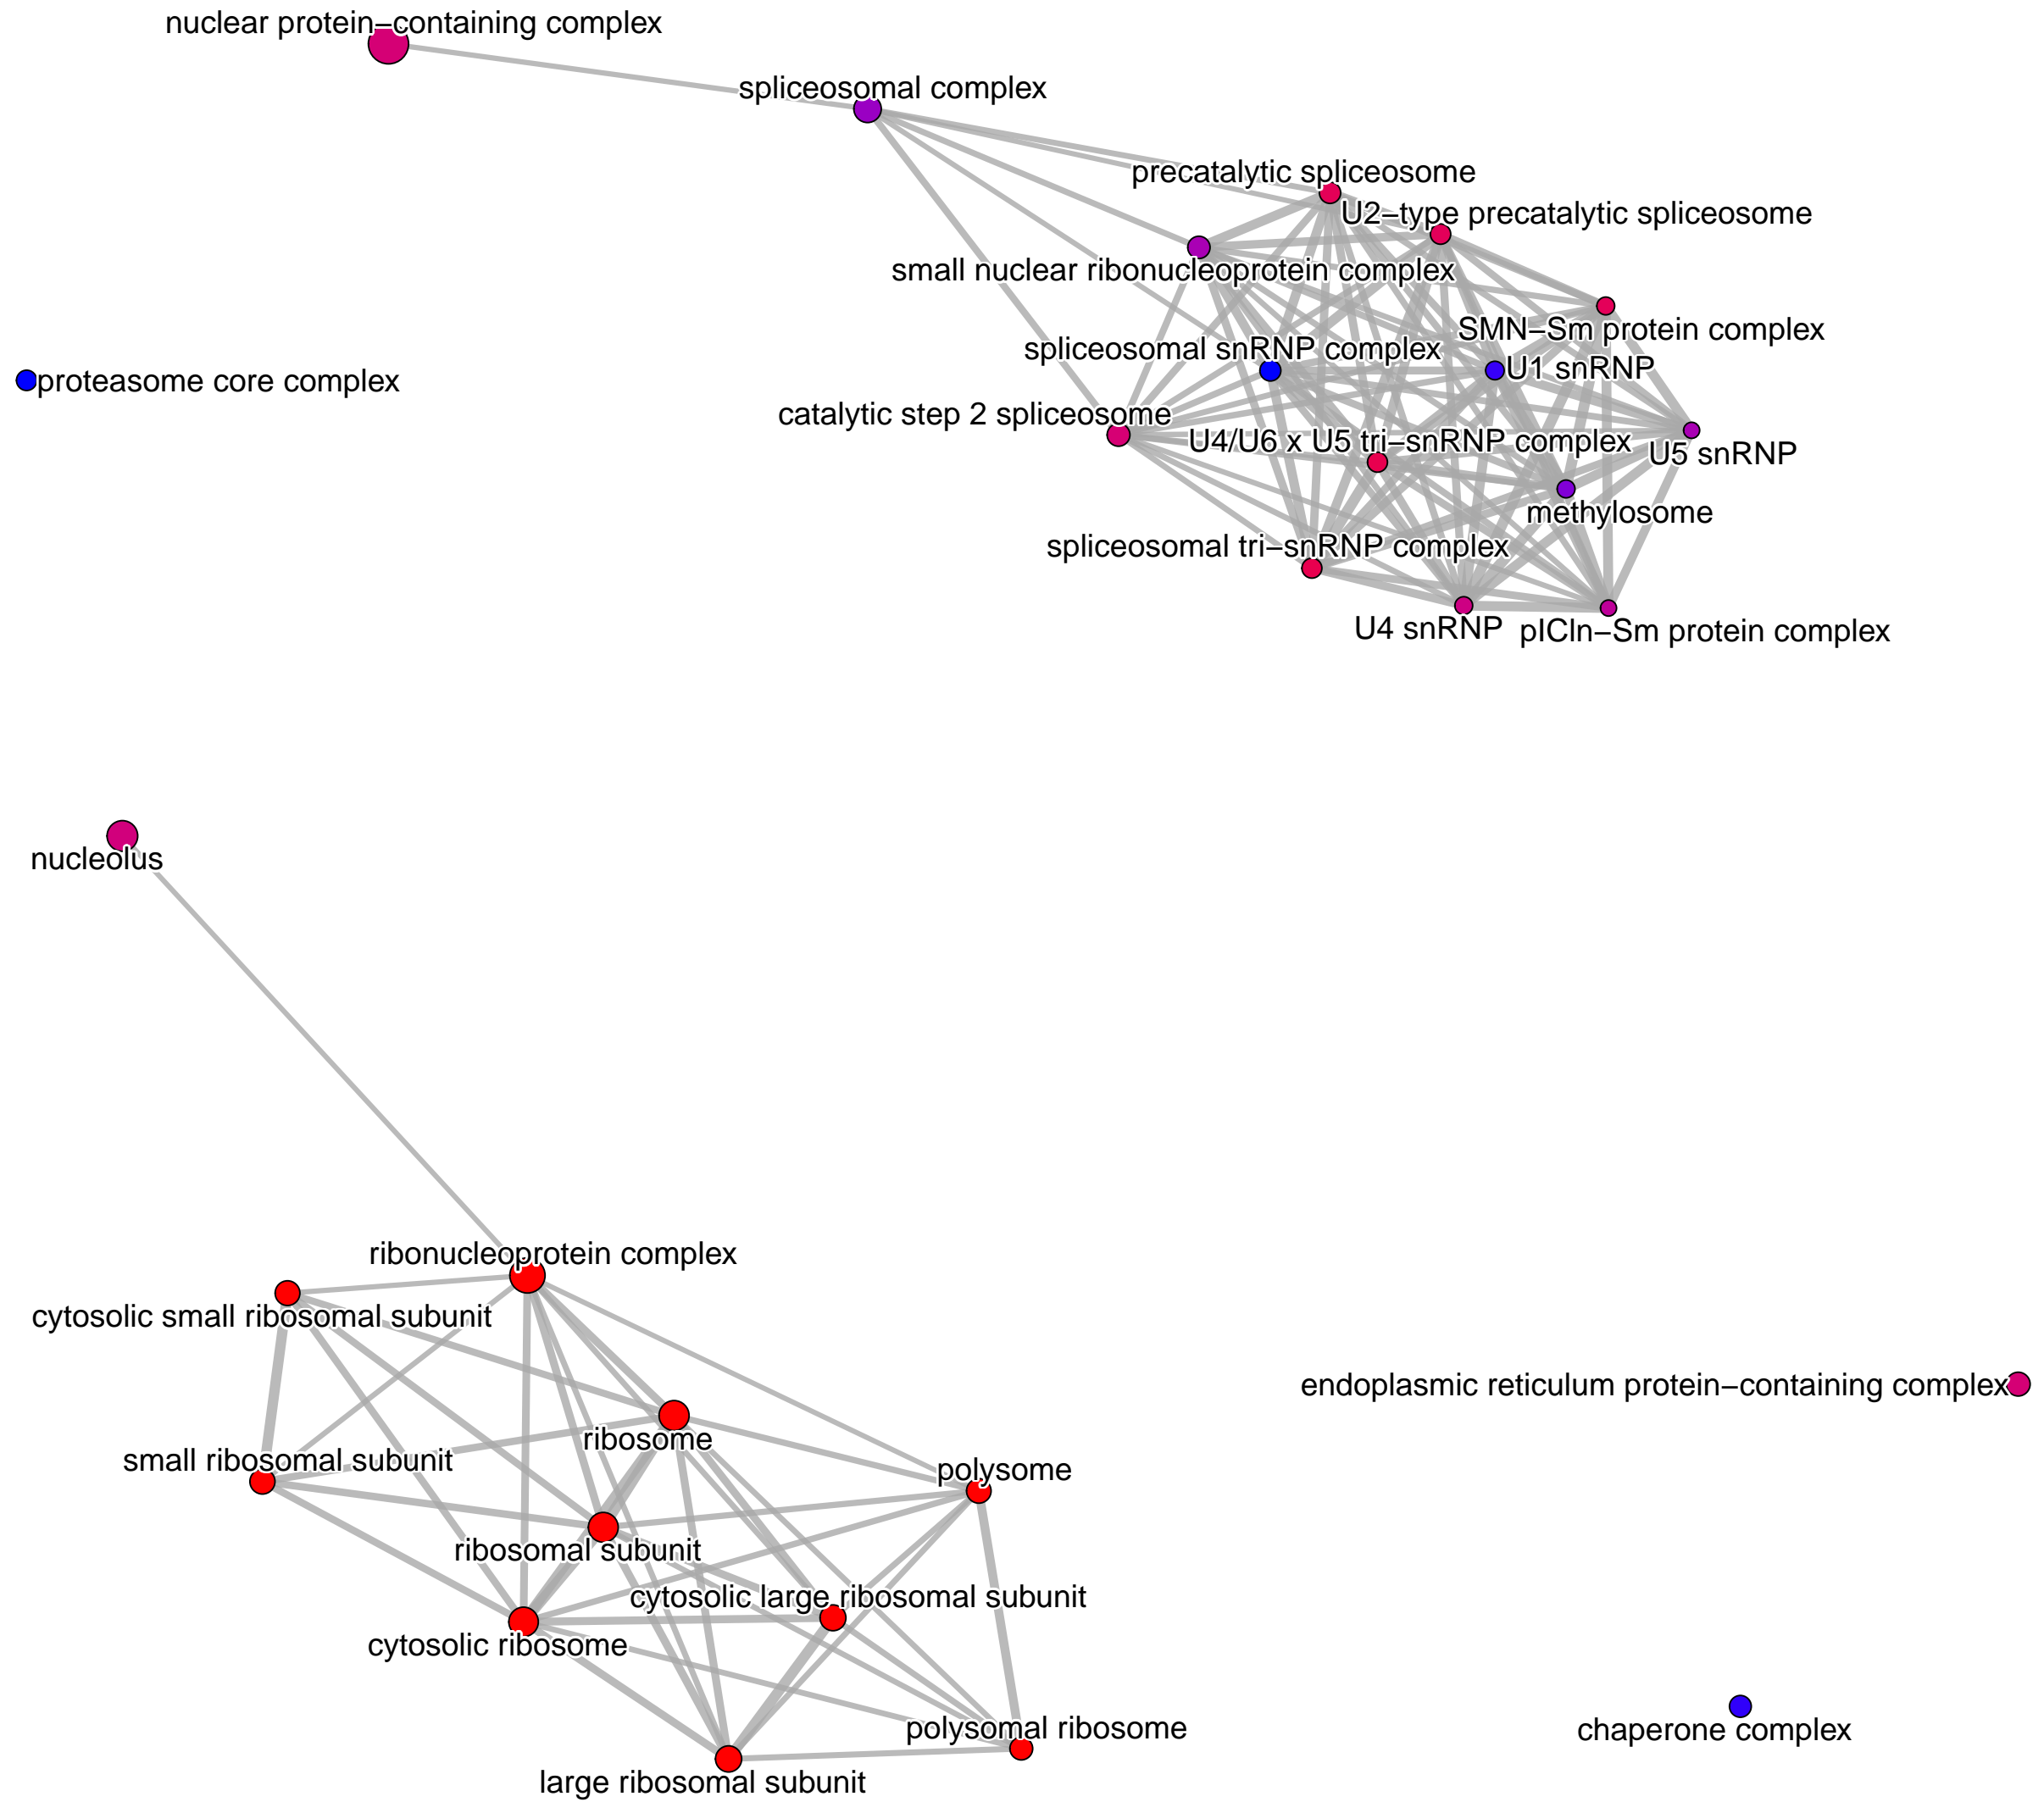 nuclear protein−containing complex
spliceosomal complex
precatalytic spliceosome
U2−type precatalytic spliceosome
small nuclear ribonucleoprotein complex
SMN−Sm protein complex
spliceosomal snRNP complex
U1 snRNP
proteasome core complex
catalytic step 2 spliceosome
U4/U6 x U5 tri−snRNP complex
U5 snRNP
methylosome
spliceosomal tri−snRNP complex
U4 snRNP
pICln−Sm protein complex
nucleolus
ribonucleoprotein complex
cytosolic small ribosomal subunit
endoplasmic reticulum protein−containing complex
ribosome
small ribosomal subunit
polysome
ribosomal subunit
cytosolic large ribosomal subunit
cytosolic ribosome
polysomal ribosome
chaperone complex
large ribosomal subunit